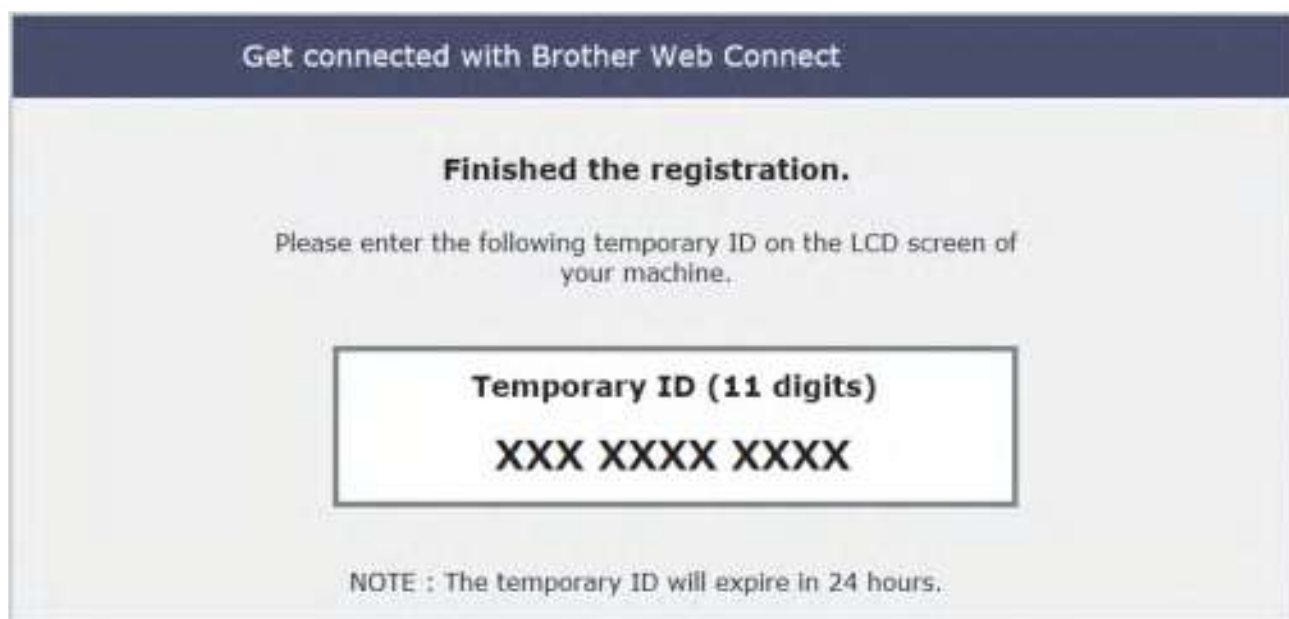 Get connected with Brother Web Connect
Finished the registration.
Please enter the following temporary ID on the LCD screen of
your machine.
Temporary ID (11 digits)
XXX XXXX XXXX
NOTE : The temporary ID will expire in 24 hours.